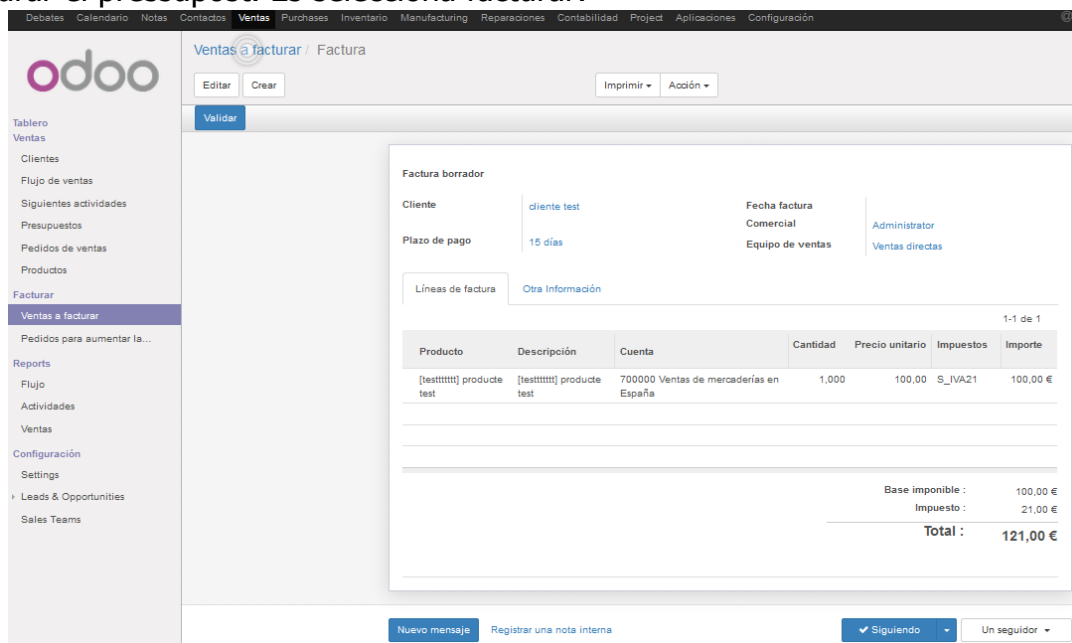 Debates Calendario Notas Contactos Ventas Purchases Inventario Manufacturing Reparaciones Contabilidad Project Aplicaciones Configuración @
odoo
Ventas a facturar / Factura
Editar Crear Imprimir Acción
Validar
Tablero
Ventas
Clientes
Flujo de ventas
Siguientes actividades
Presupuestos
Pedidos de ventas
Productos
Facturar
Ventas a facturar
Pedidos para aumentar la...
Reports
Flujo
Actividades
Ventas
Configuración
Settings
Leads & Opportunities
Sales Teams
Factura borrador
Cliente cliente test Fecha factura
Comercial Administrator
Plazo de pago 15 días Equipo de ventas Ventas directas
Líneas de factura Otra Información
1-1 de 1
Producto Descripción Cuenta Cantidad Precio unitario Impuestos Importe
[testttttttt] producte [testttttttt] producte 700000 Ventas de mercaderías en 1,000 100,00 S_IVA21 100,00 €
test test España
Base imponible : 100,00 €
Impuesto : 21,00 €
Total : 121,00 €
Nuevo mensaje Registrar una nota interna Siguiendo Un seguidor